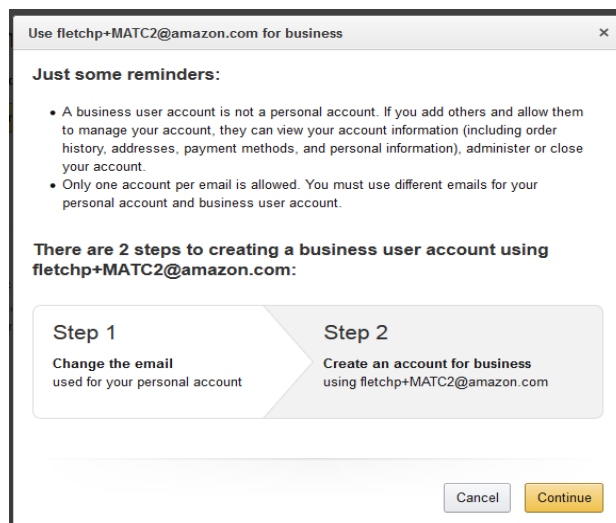 Use fletchp+MATC2@amazon.com for business ×
Just some reminders:
• A business user account is not a personal account. If you add others and allow them
to manage your account, they can view your account information (including order
history, addresses, payment methods, and personal information), administer or close
your account.
• Only one account per email is allowed. You must use different emails for your
personal account and business user account.
There are 2 steps to creating a business user account using
fletchp+MATC2@amazon.com:
Step 1
Change the email
used for your personal account
Step 2
Create an account for business
using fletchp+MATC2@amazon.com
Cancel
Continue